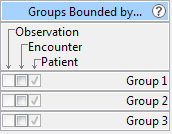 Groups Bounded by... ?
Observation
Encounter
Patient
Group 1
Group 2
Group 3